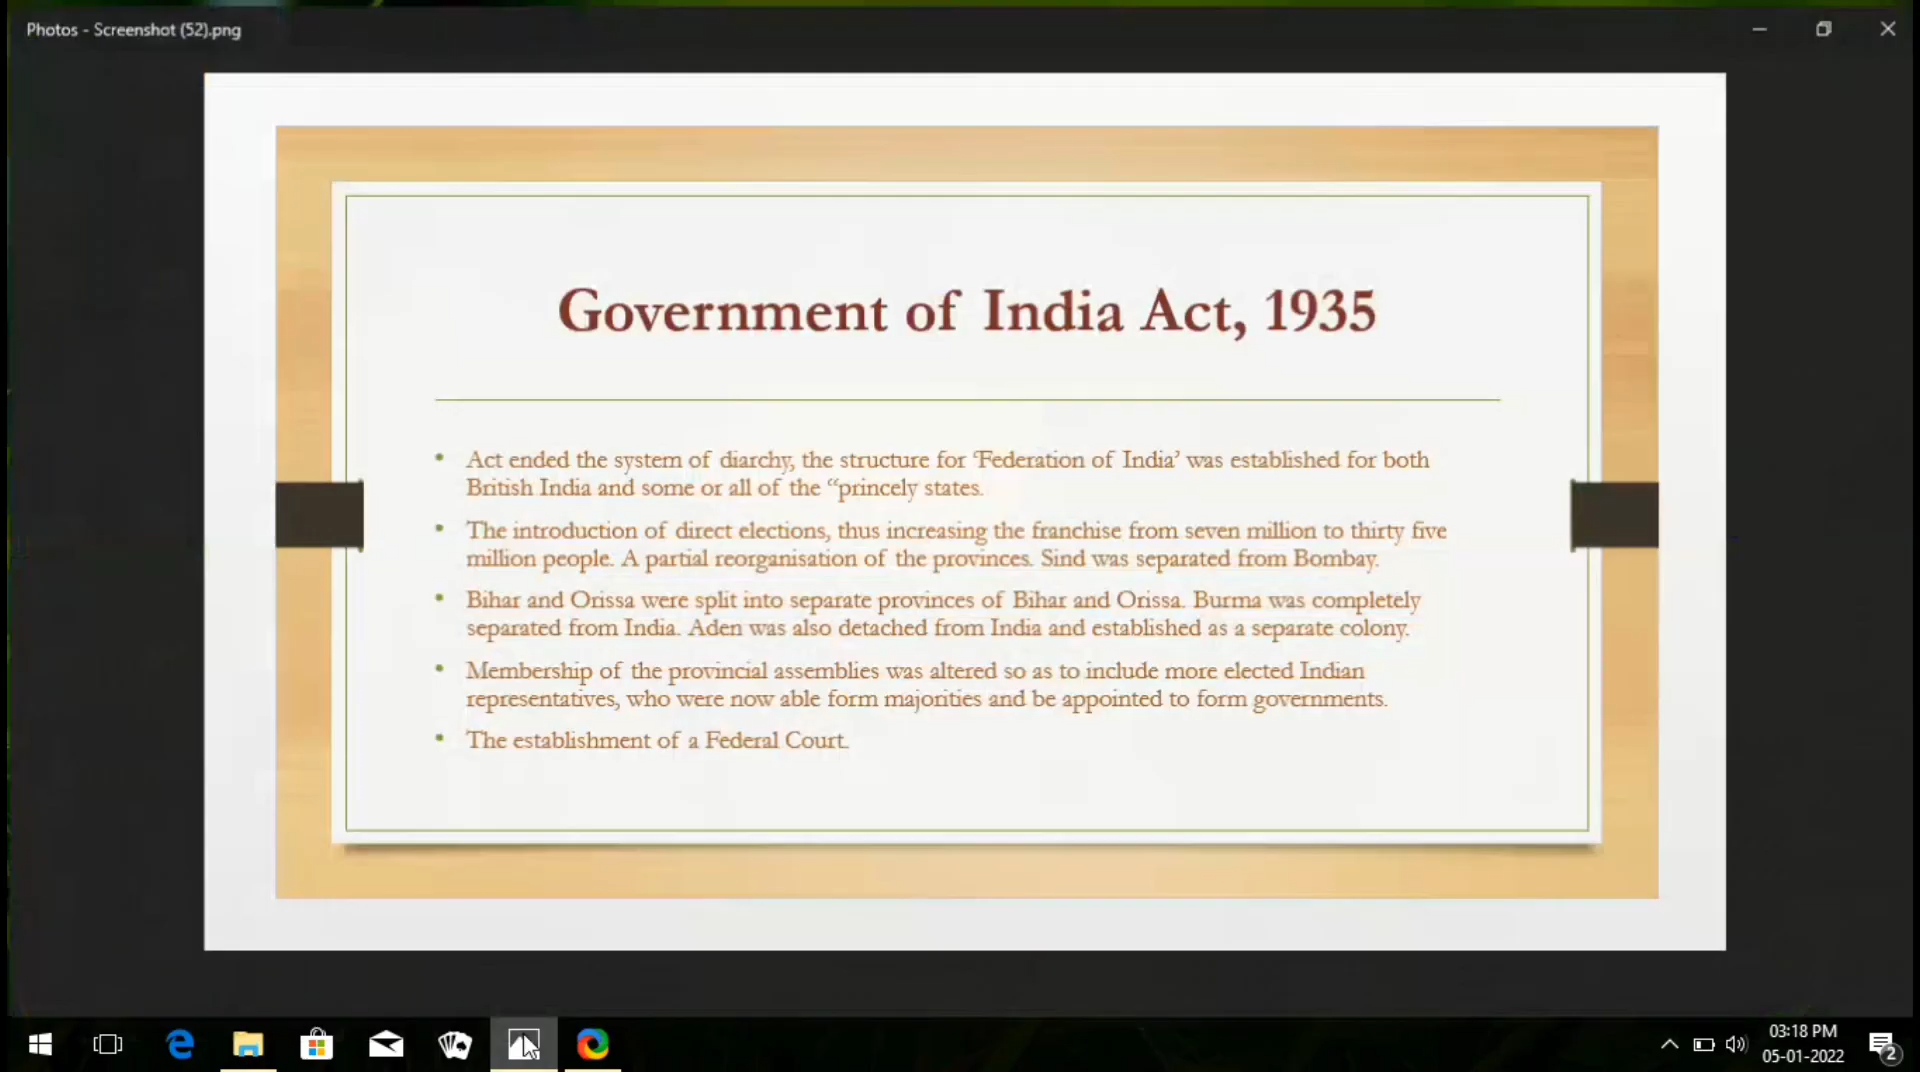 Photos - Screenshot (52).png
Government of India Act, 1935
• Act ended the system of diarchy, the structure for ‘Federation of India’ was established for both
British India and some or all of the “princely states.
• The introduction of direct elections, thus increasing the franchise from seven million to thirty five
million people. A partial reorganisation of the provinces. Sind was separated from Bombay.
• Bihar and Orissa were split into separate provinces of Bihar and Orissa. Burma was completely
separated from India. Aden was also detached from India and established as a separate colony.
• Membership of the provincial assemblies was altered so as to include more elected Indian
representatives, who were now able form majorities and be appointed to form governments.
• The establishment of a Federal Court.
03:18 PM
05-01-2022
2